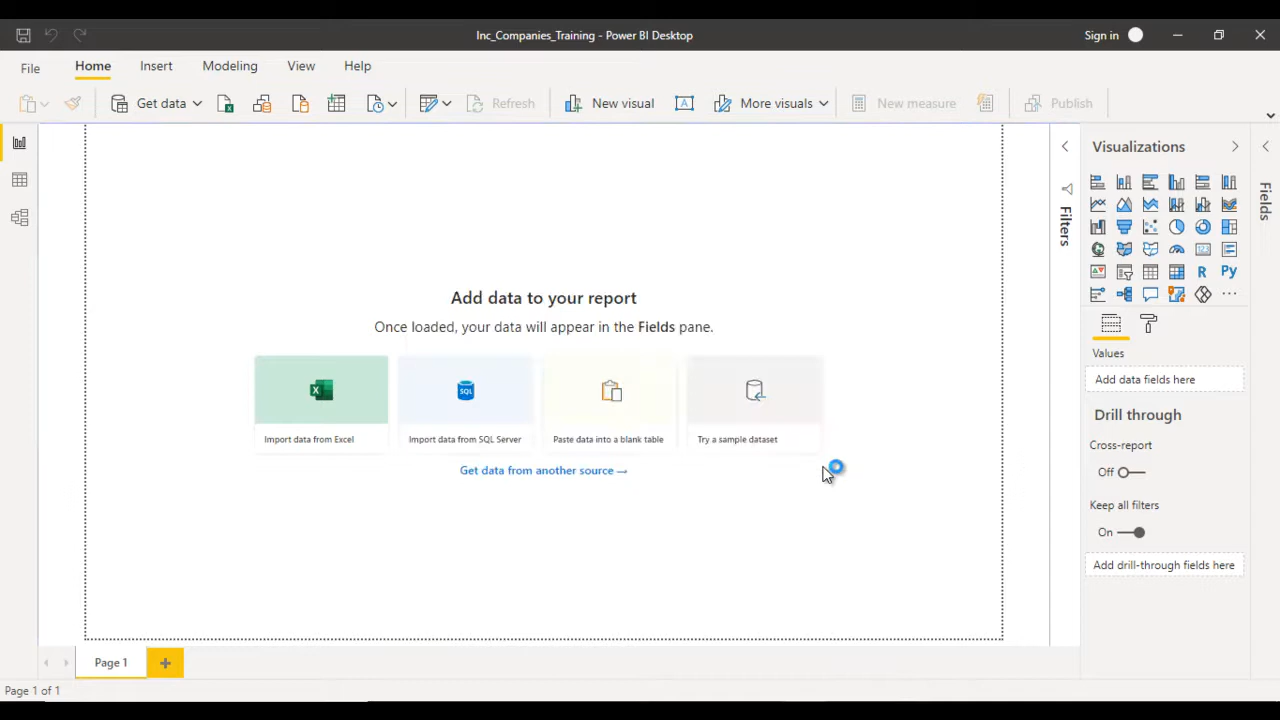 Inc_Companies_Training - Power BI Desktop
Sign in
File
Home
Insert
Modeling
View
Help
Get data
Refresh
New visual
More visuals
New measure
Publish
Add data to your report
Once loaded, your data will appear in the Fields pane.
Import data from Excel
SQL
Import data from SQL Server
Paste data into a blank table
Try a sample dataset
Get data from another source →
Filters
Visualizations
R
Py
Values
Add data fields here
Drill through
Cross-report
Off
Keep all filters
On
Add drill-through fields here
Fields
Page 1
Page 1 of 1